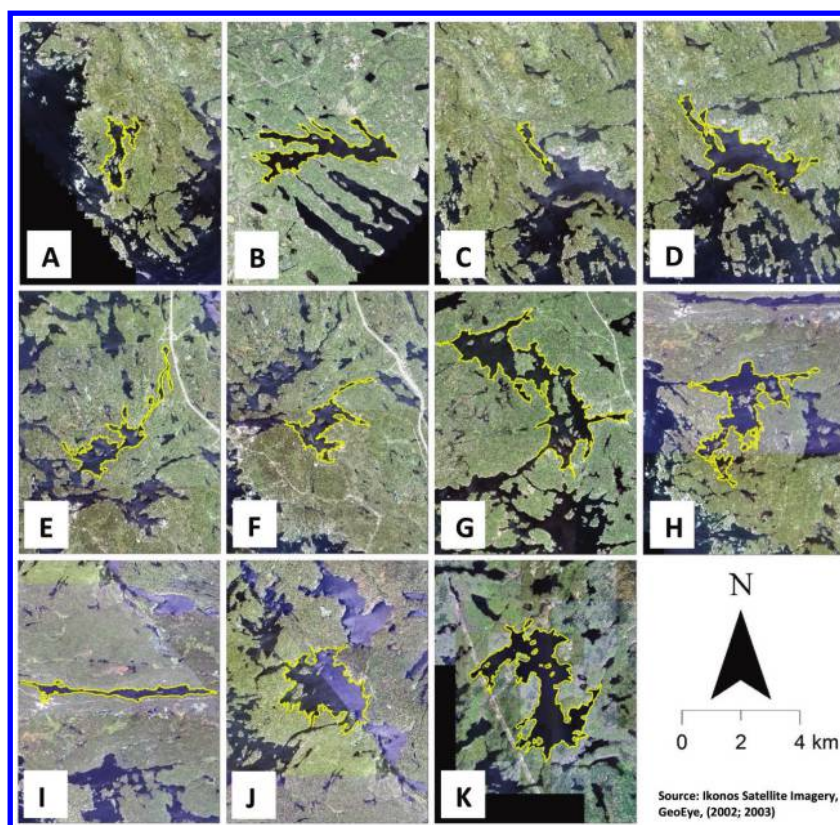 A
B
C
D
E
F
G
H
I
J
K
N
0 2 4 km
Source: Ikonos Satellite Imagery,
GeoEye, (2002; 2003)